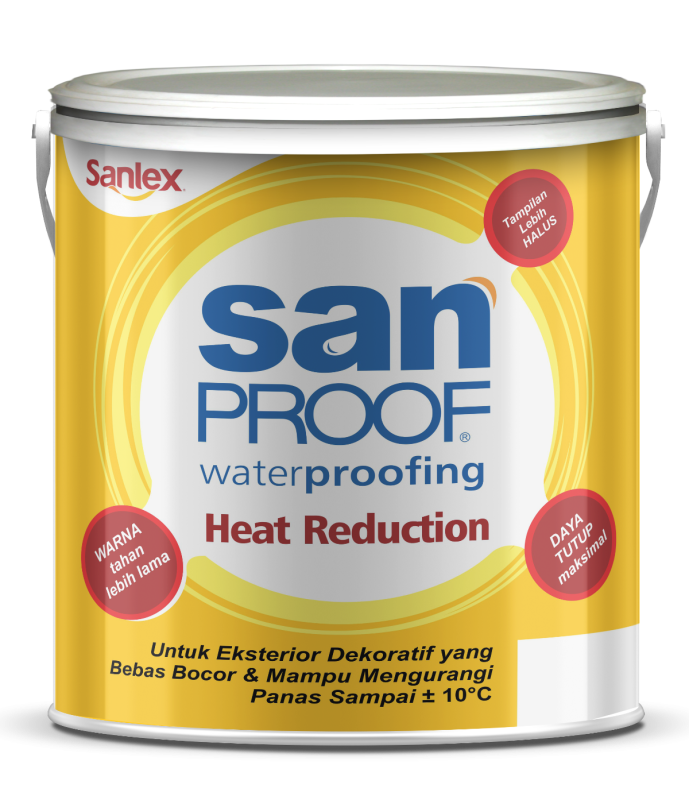 Sanlex
Tampilan
Lebih
HALUS
san
PROOF®
waterproofing
Heat Reduction
WARNA
tahan
lebih lama
DAYA
TUTUP
maksimal
Untuk Eksterior Dekoratif yang
Bebas Bocor & Mampu Mengurangi
Panas Sampai ± 10°C